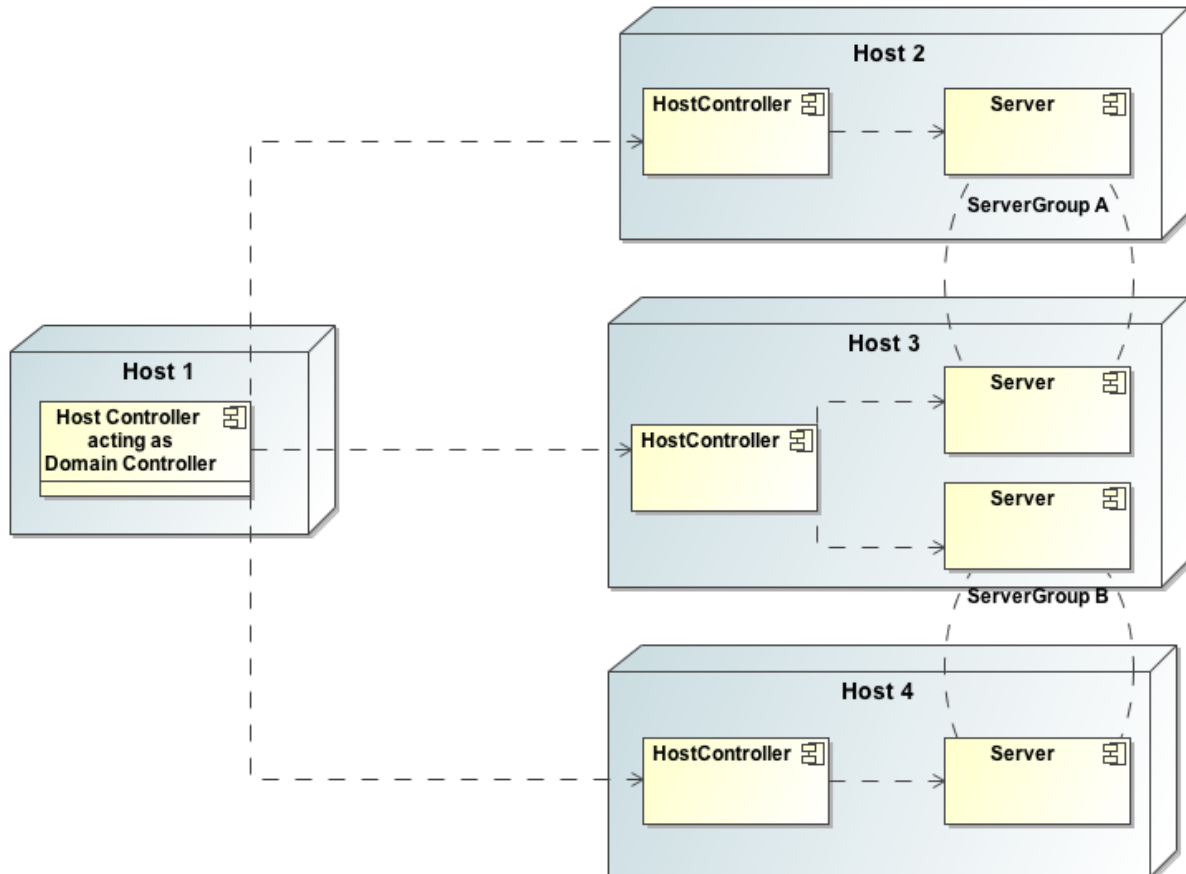 Host 2
HostController
Server
ServerGroup A
Host 1
Host Controller
acting as
Domain Controller
Host 3
HostController
Server
Server
ServerGroup B
Host 4
HostController
Server